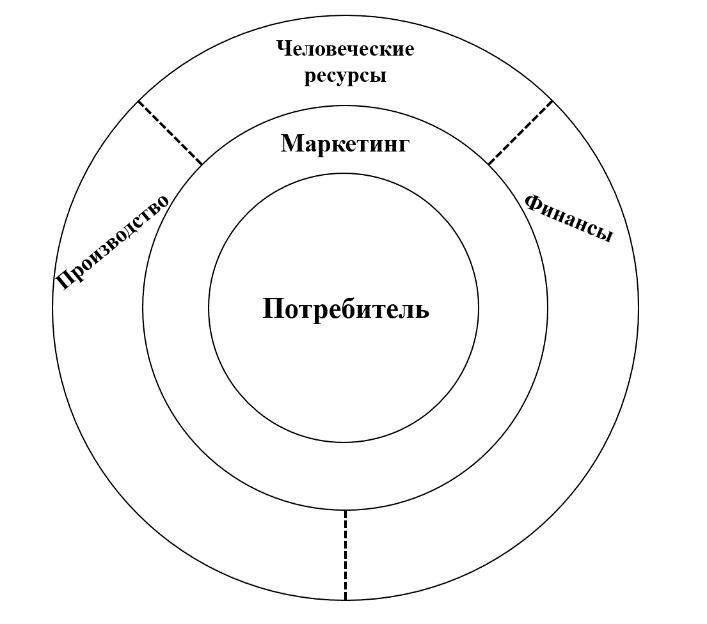 Человеческие
ресурсы
Маркетинг
Производство
Финансы
Потребитель